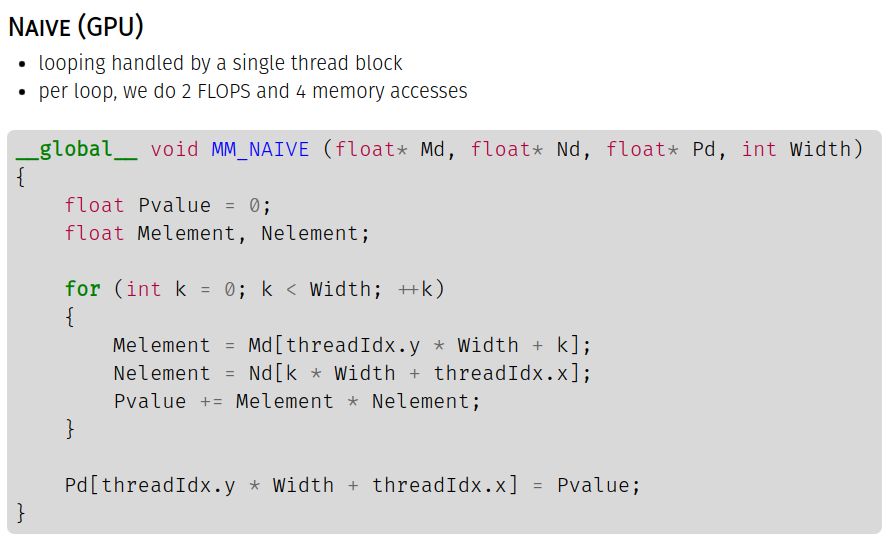 NAIVE (GPU)
• looping handled by a single thread block
• per loop, we do 2 FLOPS and 4 memory accesses
__global__ void MM_NAIVE (float* Md, float* Nd, float* Pd, int Width)
{
    float Pvalue = 0;
    float Melement, Nelement;

    for (int k = 0; k < Width; ++k)
    {
        Melement = Md[threadIdx.y * Width + k];
        Nelement = Nd[k * Width + threadIdx.x];
        Pvalue += Melement * Nelement;
    }

    Pd[threadIdx.y * Width + threadIdx.x] = Pvalue;
}